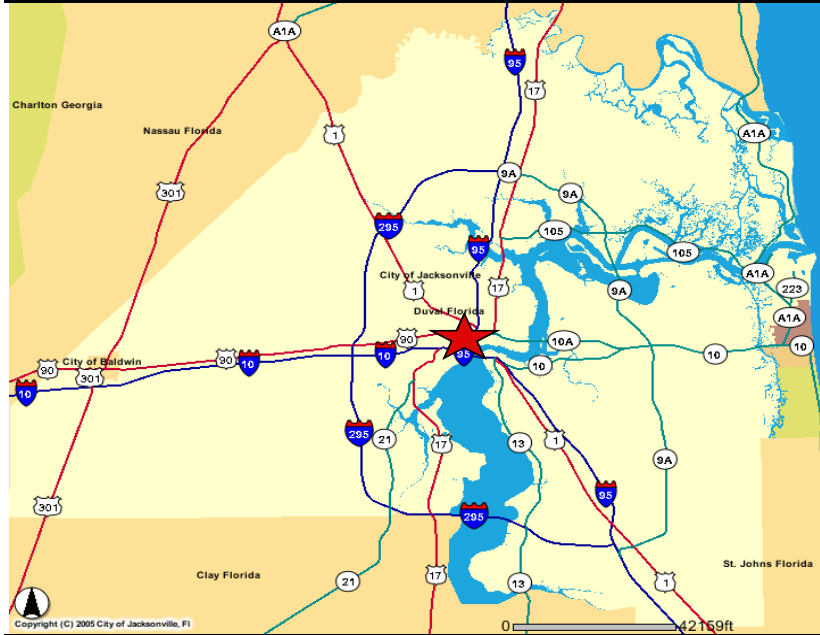 A1A
95
17
Charlton Georgia
Nassau Florida
1
A1A
9A
9A
301
295
105
95
105
City of Jacksonville
A1A
1
17
9A
223
Duval Florida
A1A
90
10A
10
City of Baldwin
90
90
10
10
95
10
10
301
10
295
21
17
13
1
9A
95
301
295
Clay Florida
St. Johns Florida
21
17
13
1
Copyright (C) 2005 City of Jacksonville, Fl
0 42159ft